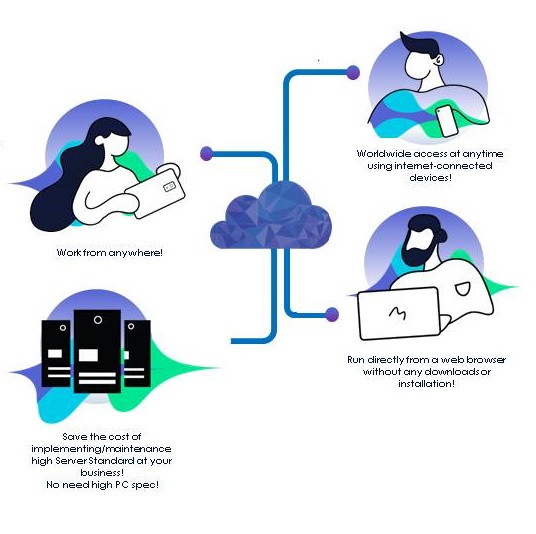 Worldwide access at anytime
using internet-connected
devices!
Work from anywhere!
Run directly from a web browser
without any downloads or
installation!
Save the cost of
implementing/maintenance
high Server Standard at your
business!
No need high PC spec!